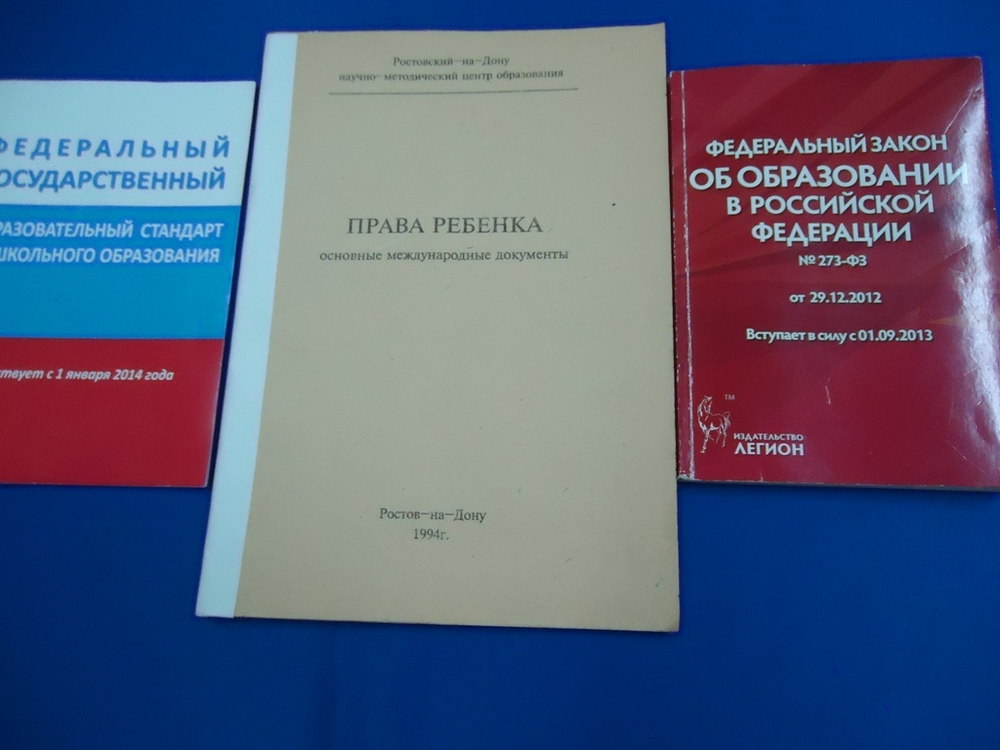 ФЕДЕРАЛЬНЫЙ
ОСУДАРСТВЕННЫЙ
РАЗОВАТЕЛЬНЫЙ СТАНДАРТ
ШКОЛЬНОГО ОБРАЗОВАНИЯ
ствует с 1 января 2014 года
Ростовский-на-Дону
научно-методический центр образования
ПРАВА РЕБЕНКА
основные международные документы
Ростов-на-Дону
1994г.
ФЕДЕРАЛЬНЫЙ ЗАКОН
ОБ ОБРАЗОВАНИИ
В РОССИЙСКОЙ
ФЕДЕРАЦИИ
№ 273-ФЗ
от 29.12.2012
Вступает в силу с 01.09.2013
TM
ИЗДАТЕЛЬСТВО
ЛЕГИОН